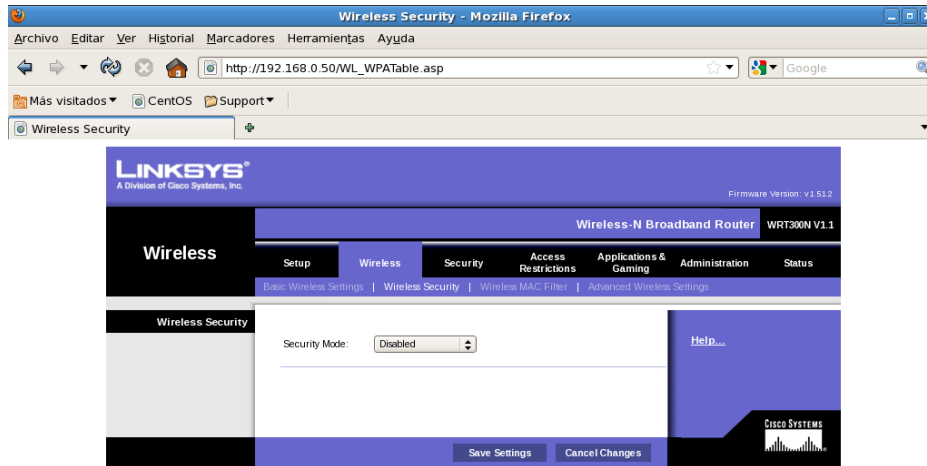 Wireless Security - Mozilla Firefox
Archivo Editar Ver Historial Marcadores Herramientas Ayuda
http://192.168.0.50/WL_WPATable.asp
Google
Más visitados CentOS Support
Wireless Security
LINKSYS®
A Division of Cisco Systems, Inc.
Firmware Version: v1.51.2
Wireless-N Broadband Router WRT300N V1.1
Wireless
Setup Wireless Security Access Restrictions Applications & Gaming Administration Status
Basic Wireless Settings | Wireless Security | Wireless MAC Filter | Advanced Wireless Settings
Wireless Security
Security Mode: Disabled
Help...
CISCO SYSTEMS
Save Settings Cancel Changes